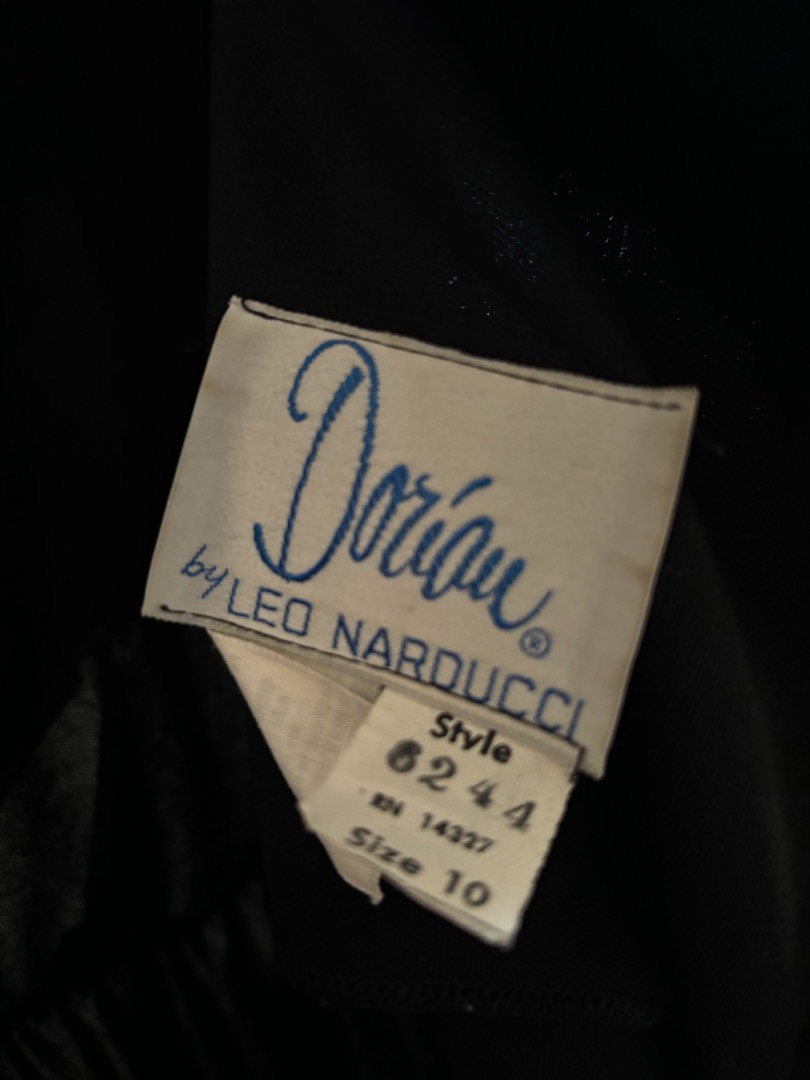 Dorian®
by LEO NARDUCCI
Style
6244
RN 14327
Size 10